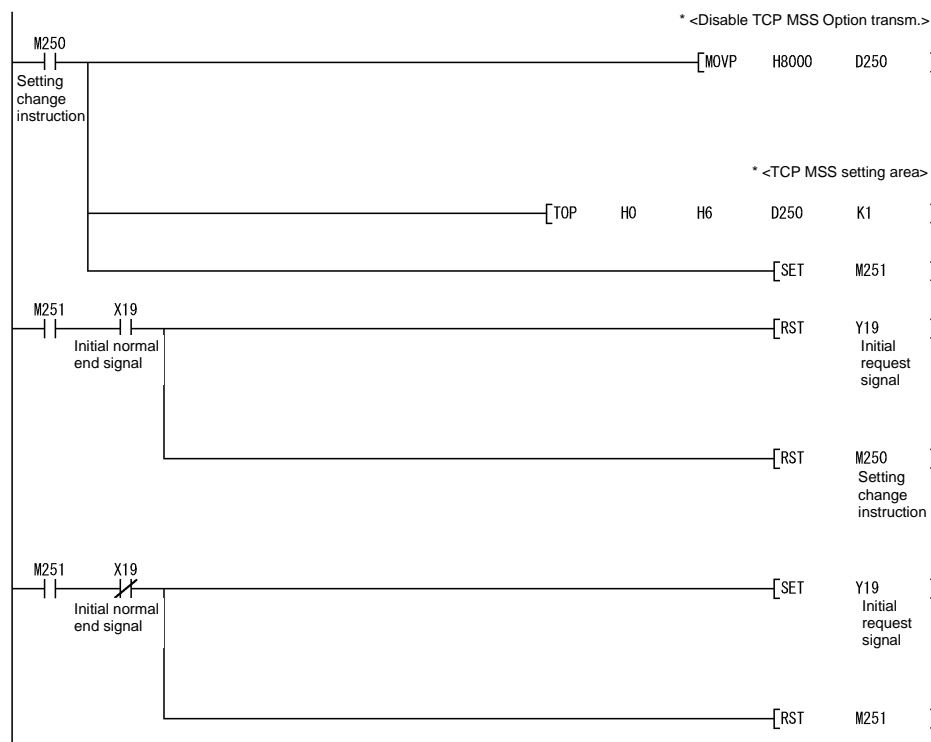 * <Disable TCP MSS Option transm.>
M250
MOVP H8000 D250
Setting
change
instruction
* <TCP MSS setting area>
TOP H0 H6 D250 K1
SET M251
M251 X19
RST Y19
Initial normal
end signal
Initial
request
signal
RST M250
Setting
change
instruction
M251 X19
SET Y19
Initial normal
end signal
Initial
request
signal
RST M251